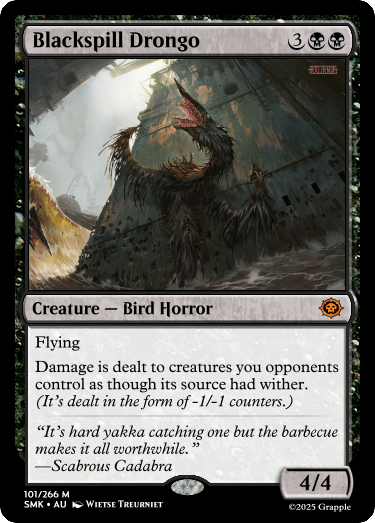 Blackspill Drongo 3
Creature — Bird Horror
Flying
Damage is dealt to creatures you opponents
control as though its source had wither.
(It's dealt in the form of -1/-1 counters.)
"It's hard yakka catching one but the barbecue
makes it all worthwhile."
—Scabrous Cadabra
4/4
101/266 M
SMK • AU Wietse Treurniet
©2025 Grapple